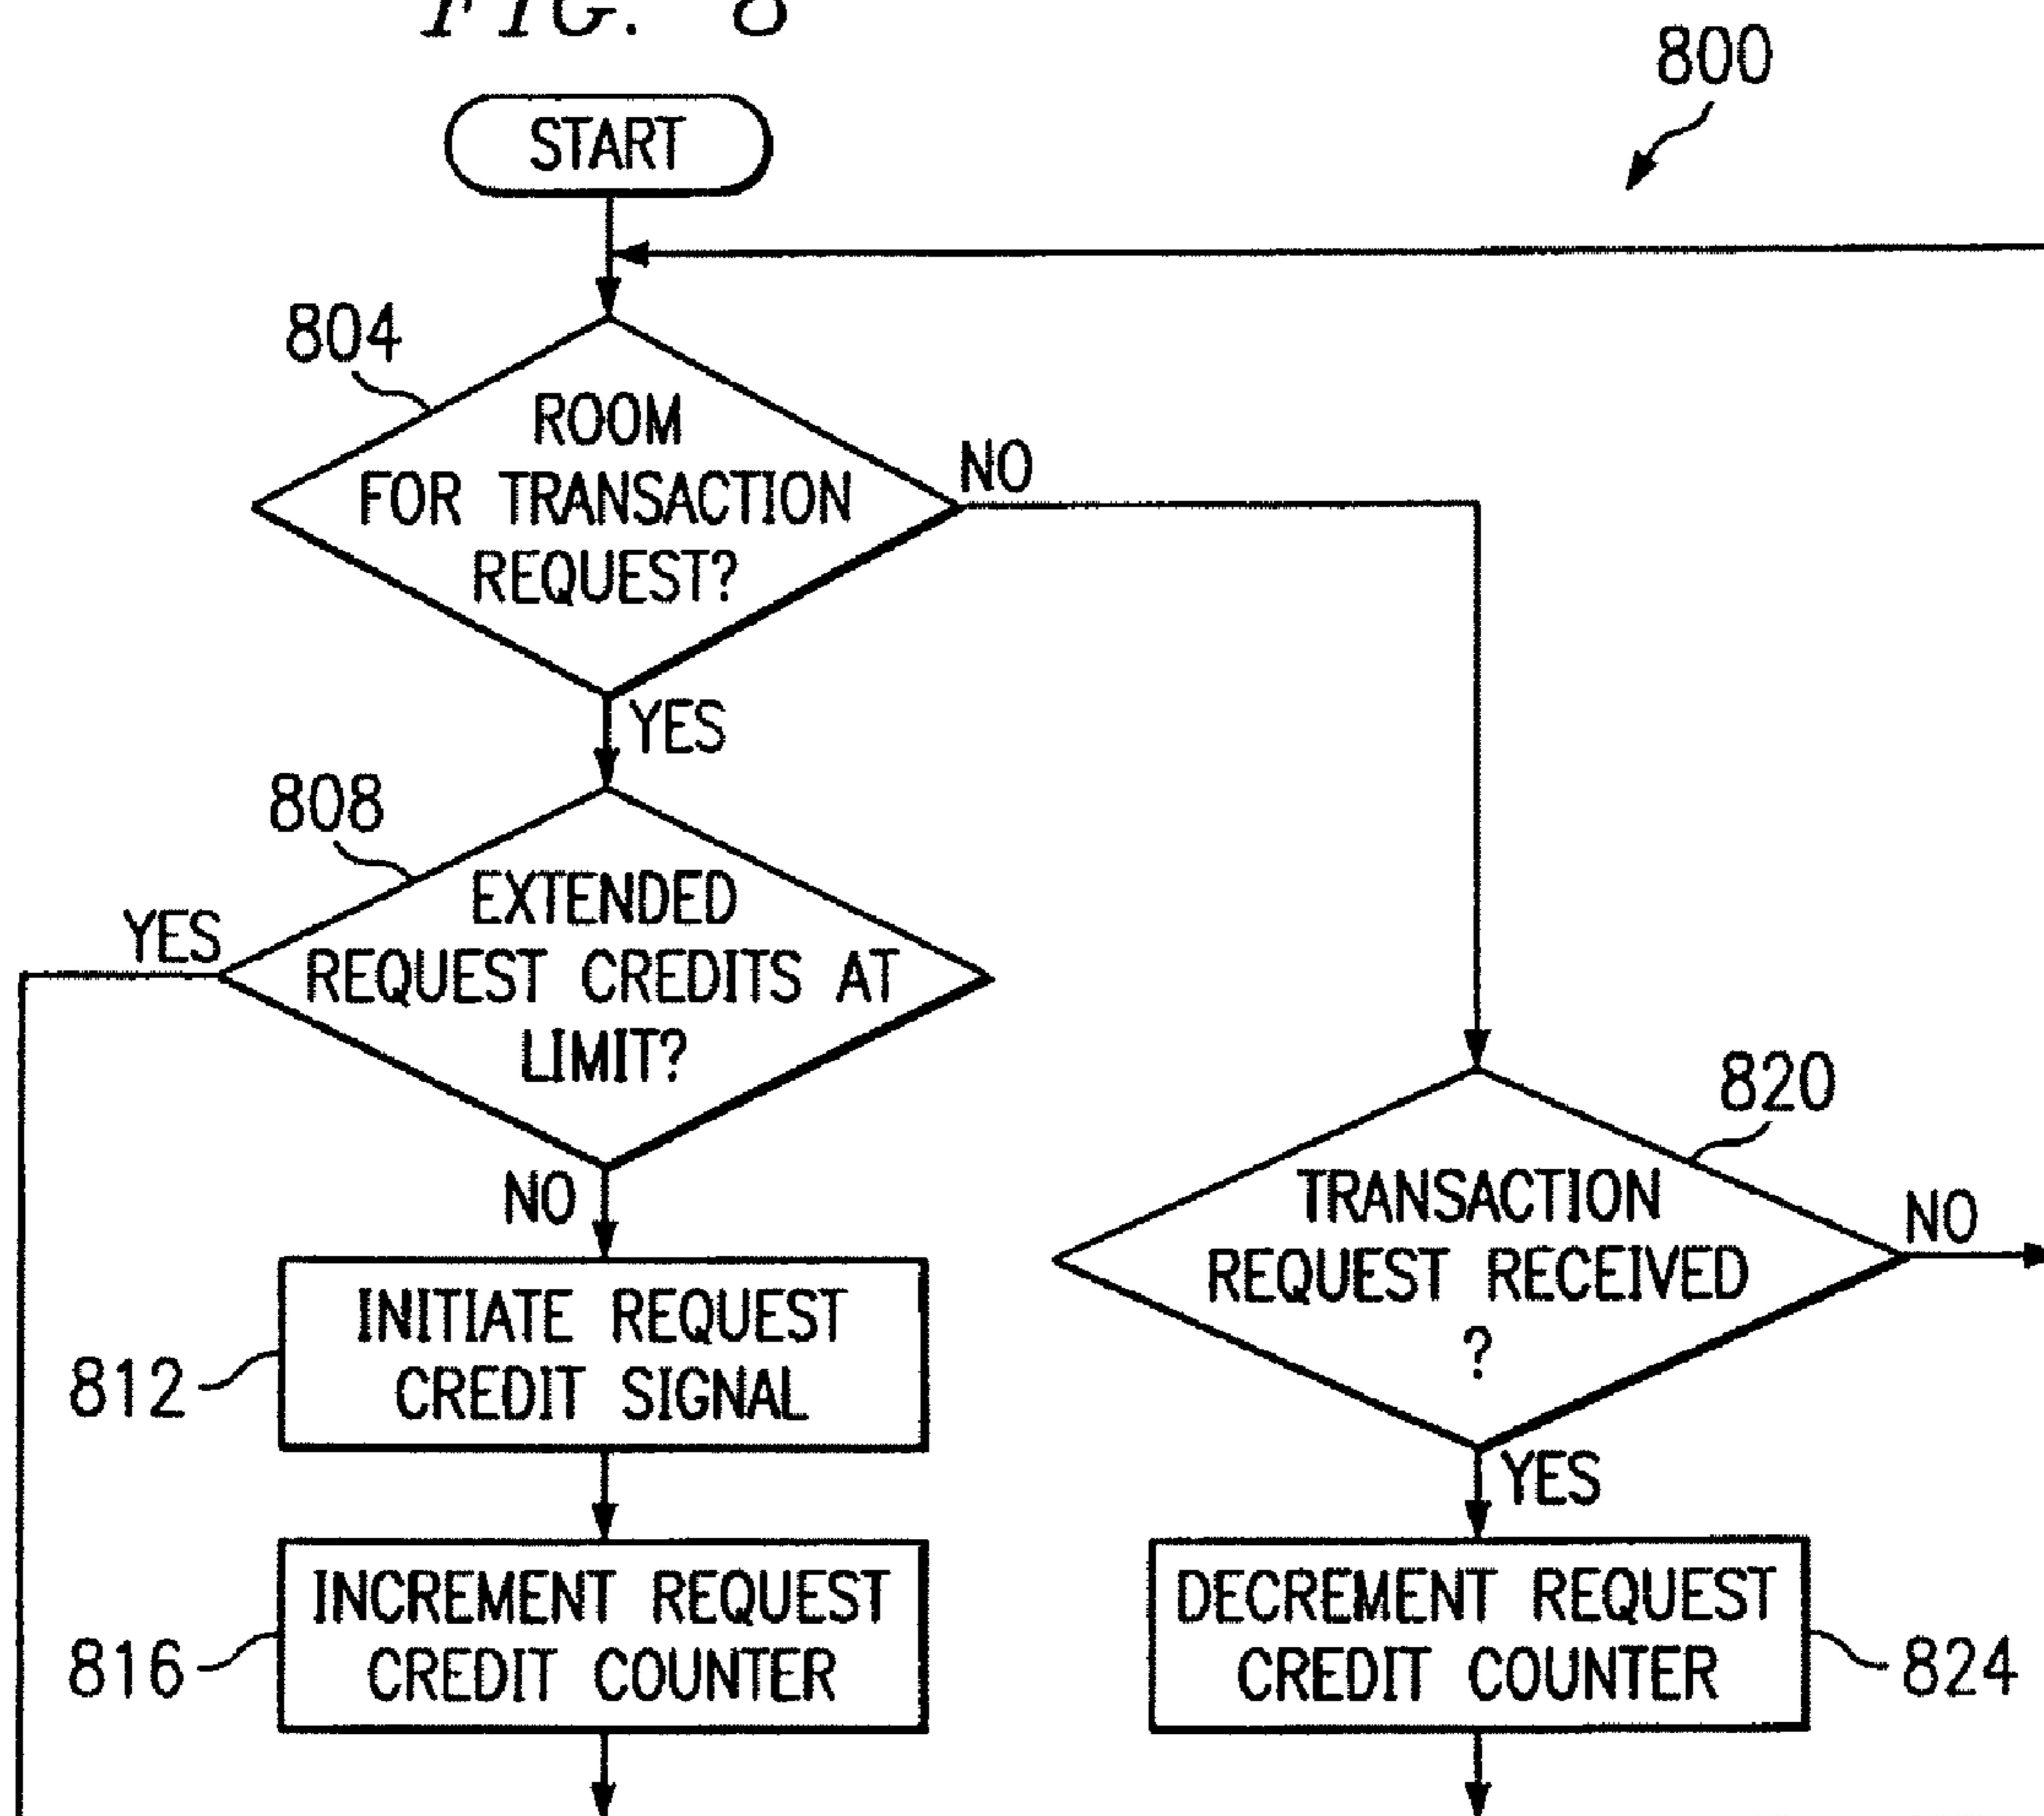 FIG. 8
800
START
804
ROOM
FOR TRANSACTION
REQUEST?
NO
YES
808
EXTENDED
REQUEST CREDITS AT
LIMIT?
YES
NO
820
TRANSACTION
REQUEST RECEIVED
?
NO
YES
812
INITIATE REQUEST
CREDIT SIGNAL
816
INCREMENT REQUEST
CREDIT COUNTER
DECREMENT REQUEST
CREDIT COUNTER
824